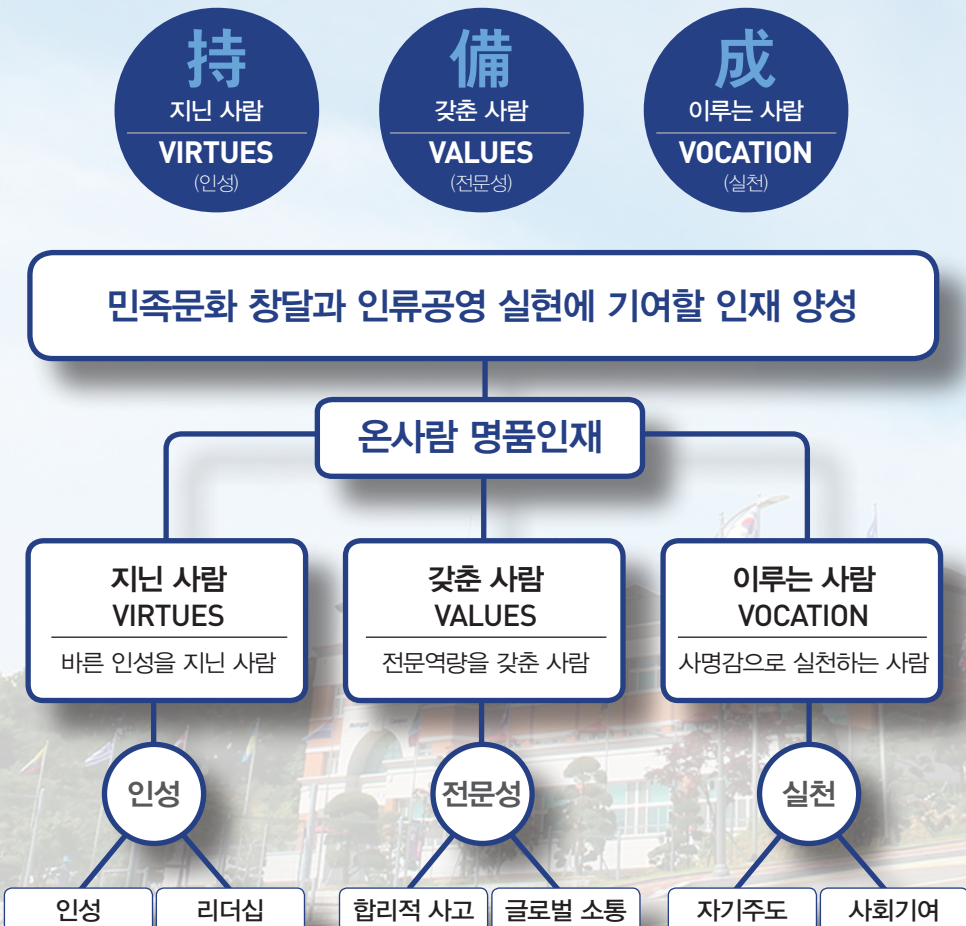 持 備 成
지닌 사람 갖춘 사람 이루는 사람
VIRTUES VALUES VOCATION
(인성) (전문성) (실천)
민족문화 창달과 인류공영 실현에 기여할 인재 양성
온사람 명품인재
지닌 사람 갖춘 사람 이루는 사람
VIRTUES VALUES VOCATION
바른 인성을 지닌 사람 전문역량을 갖춘 사람 사명감으로 실천하는 사람
인성 전문성 실천
인성 리더십 합리적 사고 글로벌 소통 자기주도 사회기여